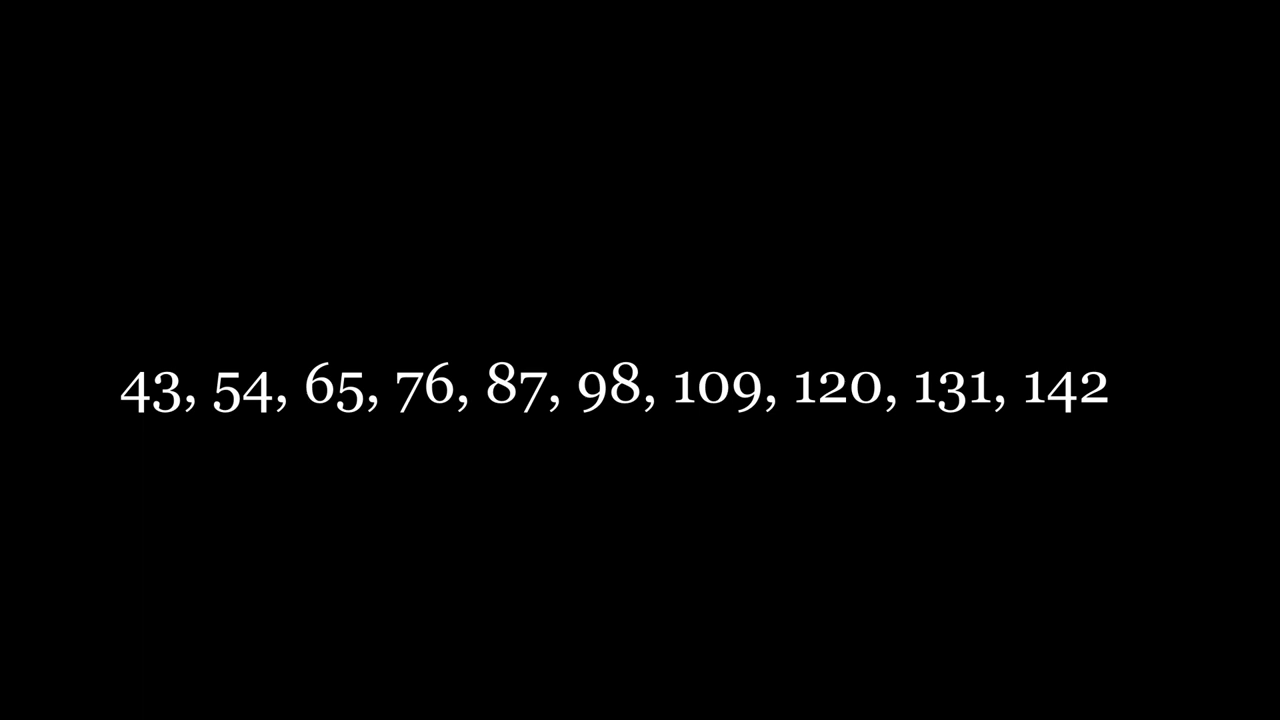 43, 54, 65, 76, 87, 98, 109, 120, 131, 142